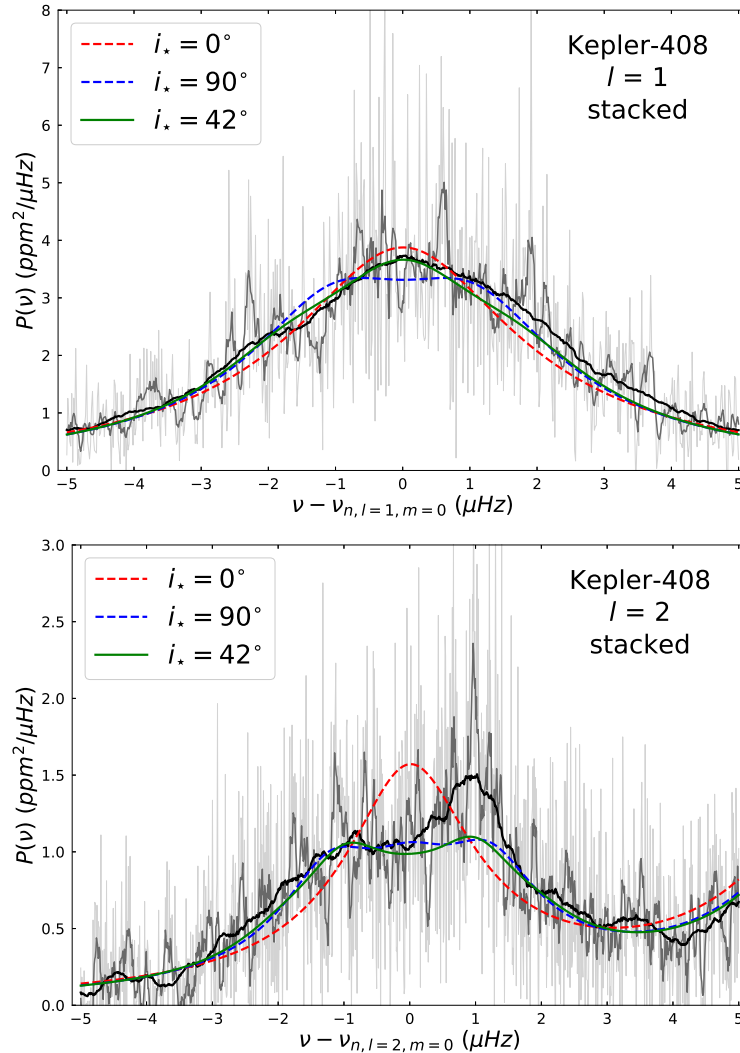 8
7
6
5
4
3
2
1
0
P(ν) (ppm²/μHz)
i⋆ = 0°
i⋆ = 90°
i⋆ = 42°
Kepler-408
l = 1
stacked
−5 −4 −3 −2 −1 0 1 2 3 4 5
ν − νn, l = 1, m = 0 (μHz)
3.0
2.5
2.0
1.5
1.0
0.5
0.0
P(ν) (ppm²/μHz)
i⋆ = 0°
i⋆ = 90°
i⋆ = 42°
Kepler-408
l = 2
stacked
−5 −4 −3 −2 −1 0 1 2 3 4 5
ν − νn, l = 2, m = 0 (μHz)